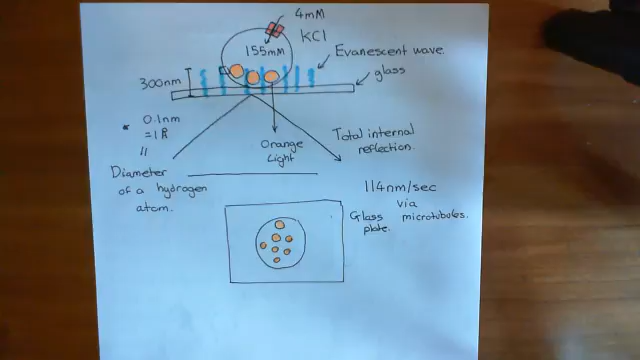 4mM
KCl
155mM
Evanescent wave.
glass
300nm
* 0.1nm
= 1Å
"
Orange
Light
Total internal
reflection.
Diameter
of a hydrogen
atom.
114nm/sec
via
microtubules.
Glass
plate.